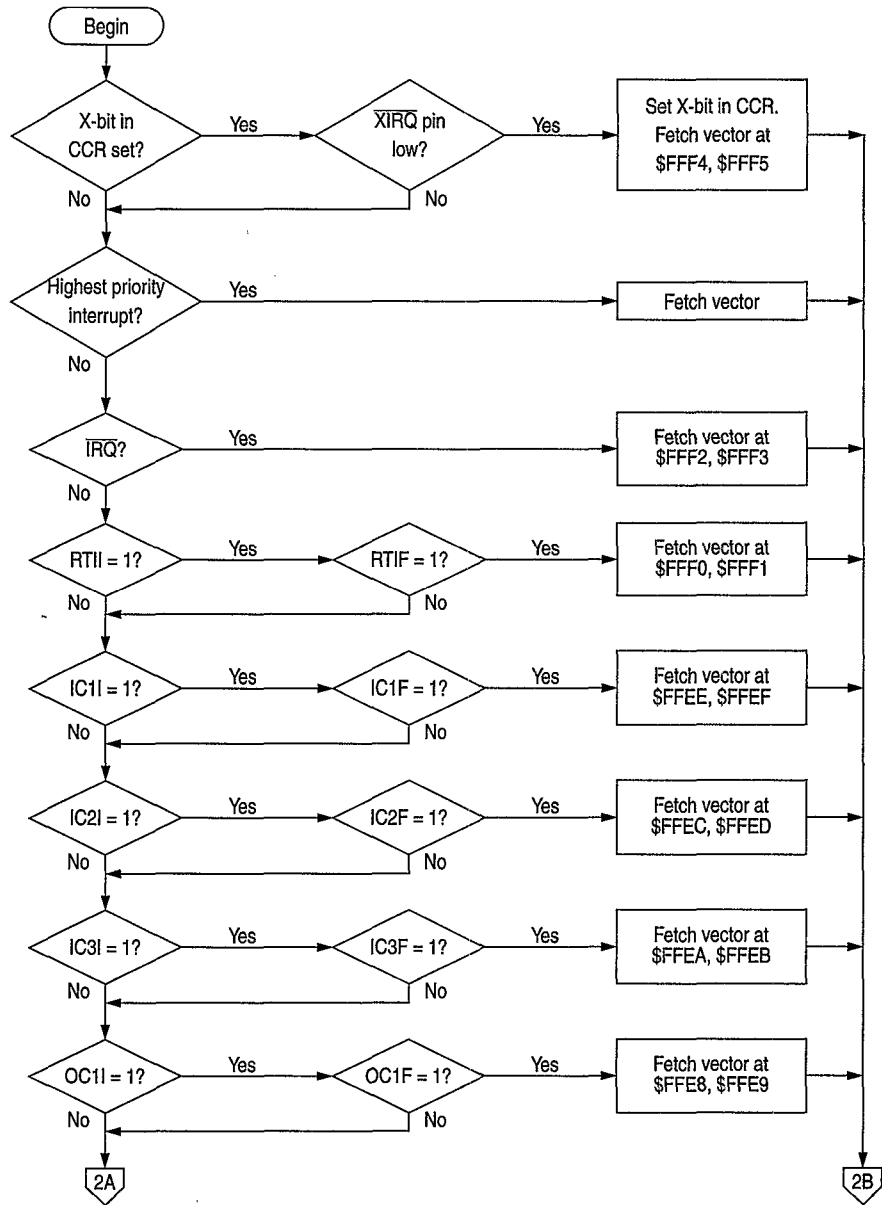 Begin
X-bit in
CCR set?
Yes
XIRQ pin
low?
Yes
Set X-bit in CCR.
Fetch vector at
$FFF4, $FFF5
No
No
Highest priority
interrupt?
Yes
Fetch vector
No
IRQ?
Yes
Fetch vector at
$FFF2, $FFF3
No
RTII = 1?
Yes
RTIF = 1?
Yes
Fetch vector at
$FFF0, $FFF1
No
No
IC1I = 1?
Yes
IC1F = 1?
Yes
Fetch vector at
$FFEE, $FFEF
No
No
IC2I = 1?
Yes
IC2F = 1?
Yes
Fetch vector at
$FFEC, $FFED
No
No
IC3I = 1?
Yes
IC3F = 1?
Yes
Fetch vector at
$FFEA, $FFEB
No
No
OC1I = 1?
Yes
OC1F = 1?
Yes
Fetch vector at
$FFE8, $FFE9
No
No
2A
2B